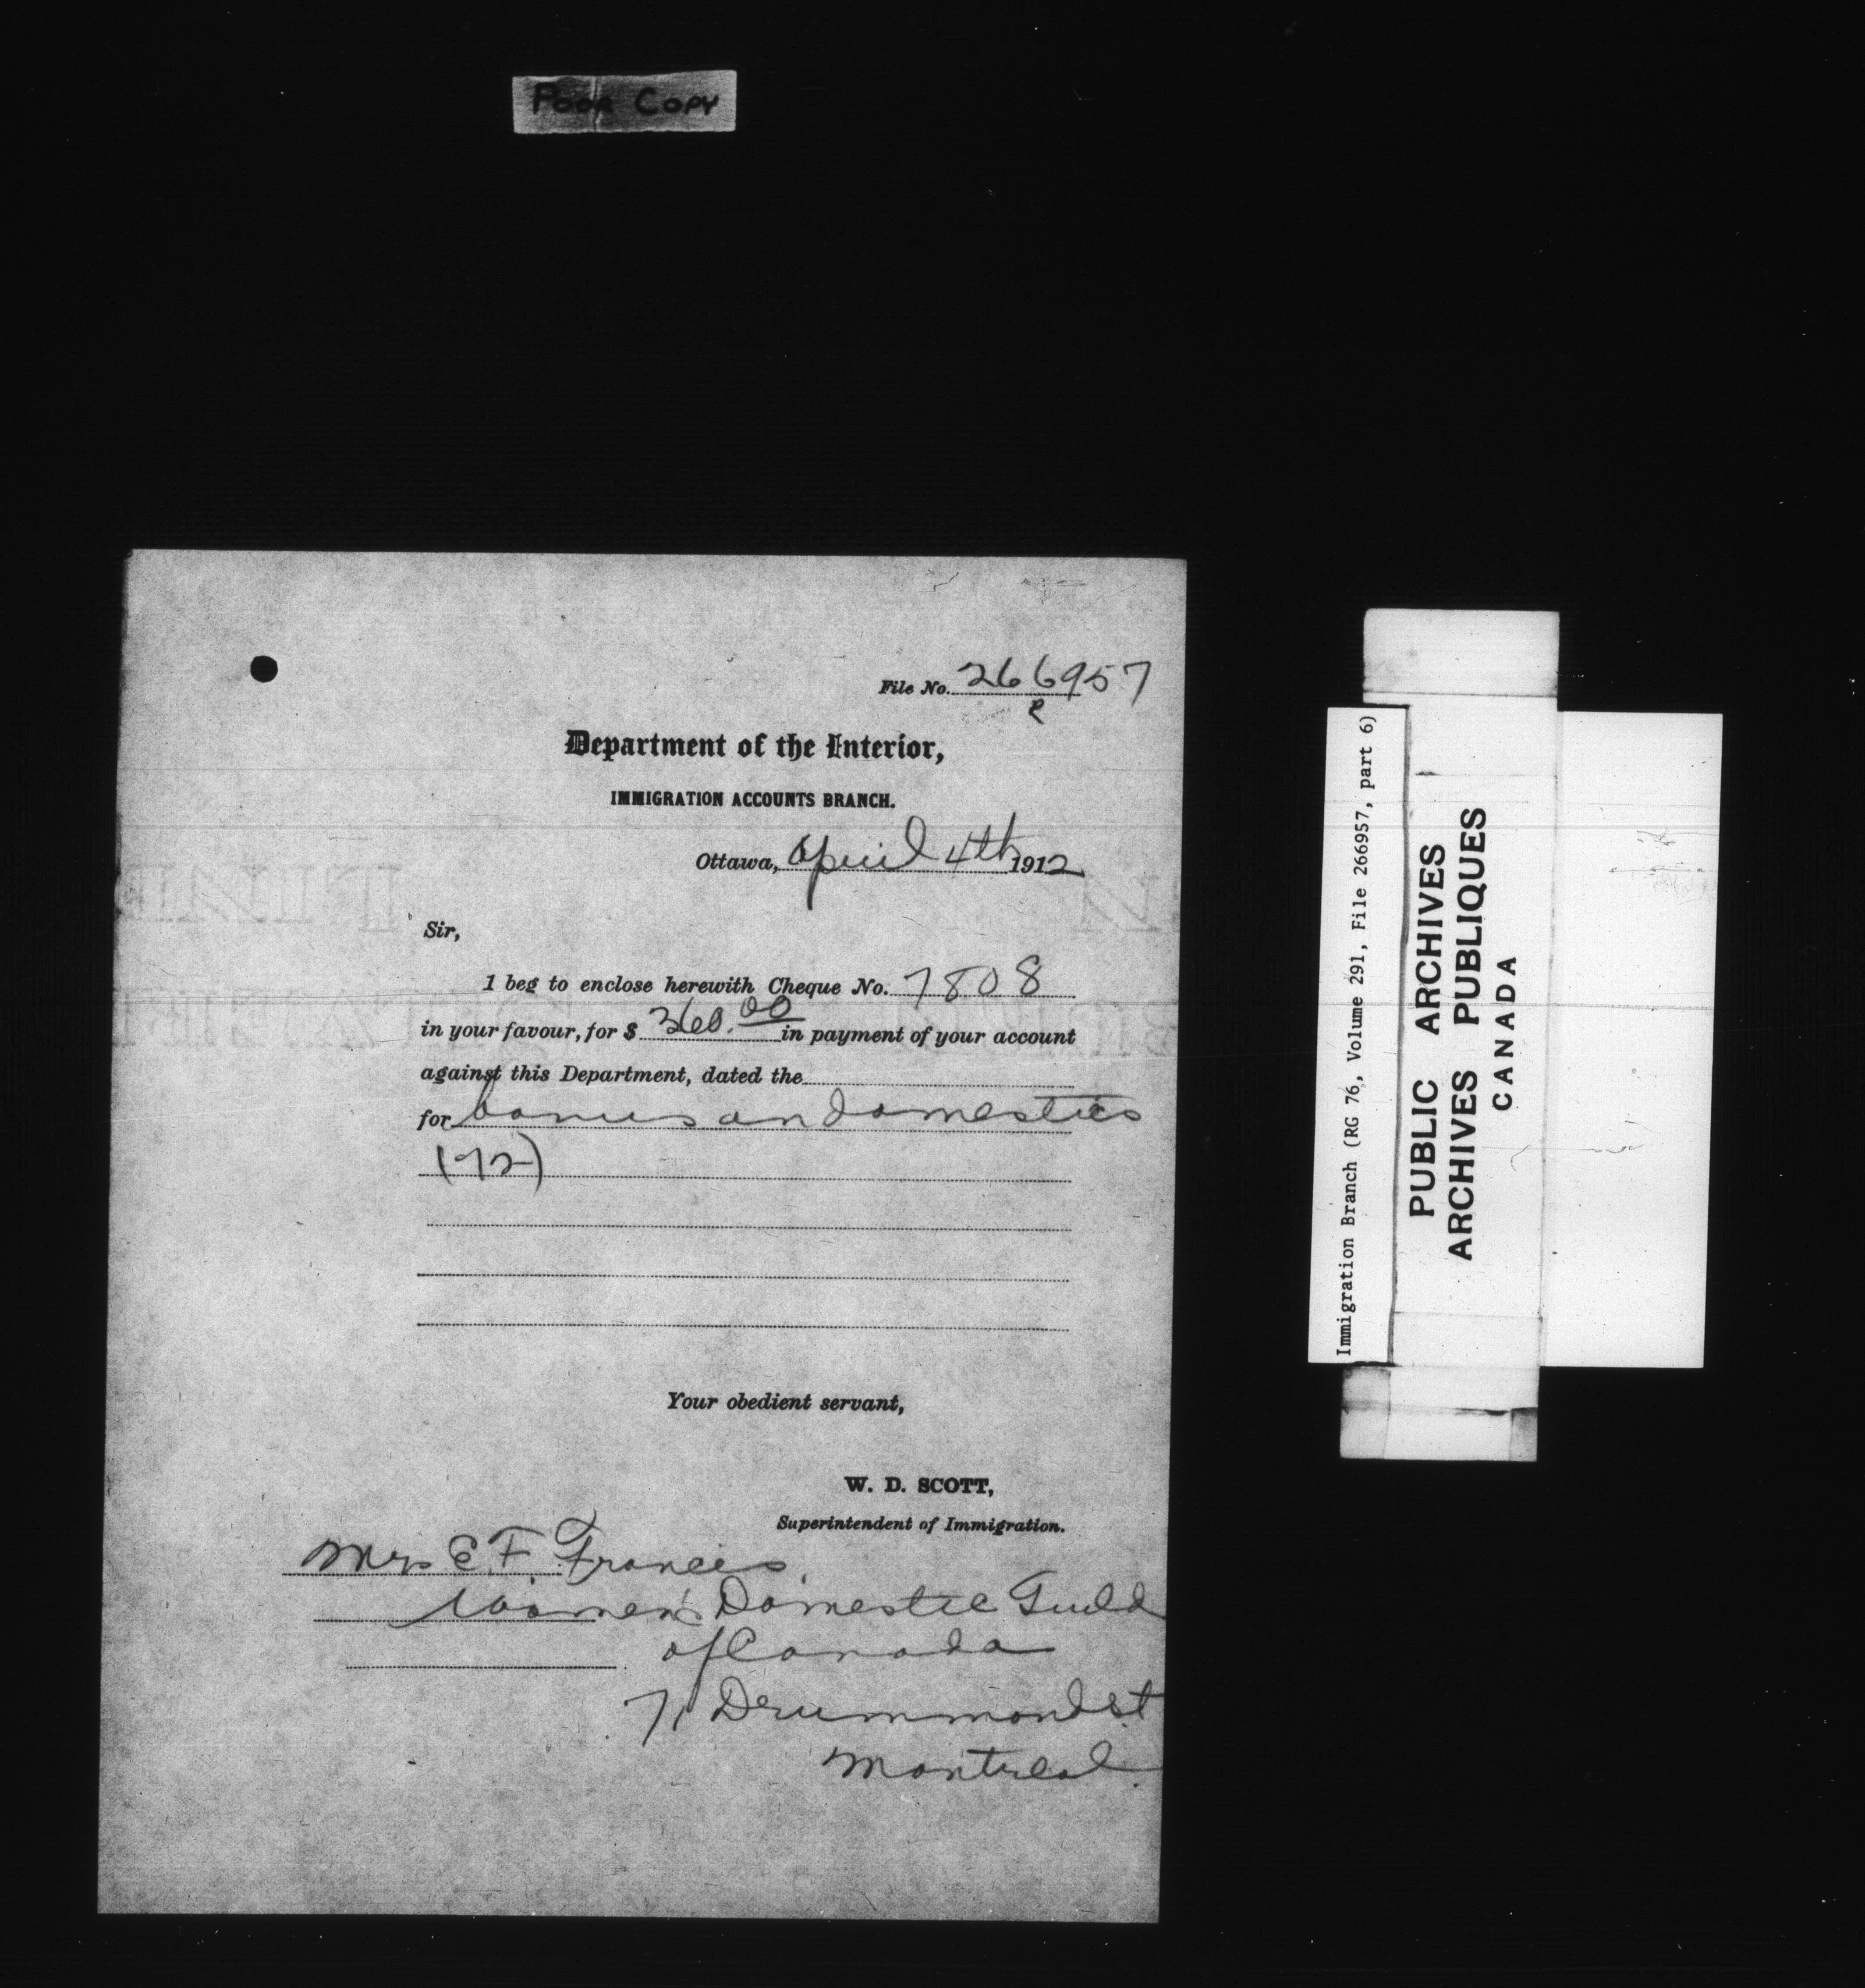 POOR COPY
File No. 266957
e
Department of the Interior,
IMMIGRATION ACCOUNTS BRANCH.
Ottawa, April 4th 1912
Sir,
I beg to enclose herewith Cheque No. 7808
in your favour, for $ 360.00 in payment of your account
against this Department, dated the
for bonus on domestics
(72)
Your obedient servant,
W. D. SCOTT,
Superintendent of Immigration.
Mrs E. F. Francis
Women's Domestic Guild
of Canada
71 Drummond St
Montreal.
Immigration Branch (RG 76, Volume 291, File 266957, part 6)
PUBLIC ARCHIVES
ARCHIVES PUBLIQUES
CANADA